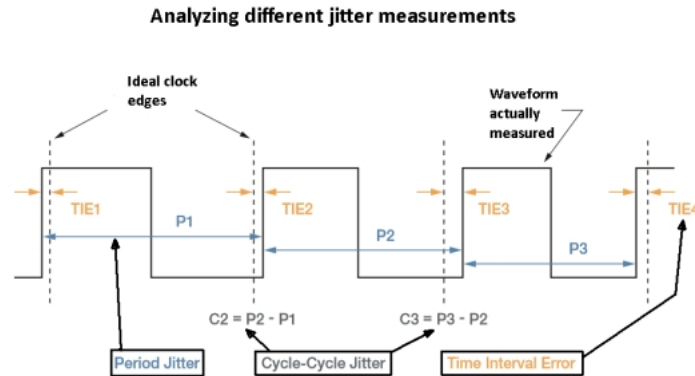 Analyzing different jitter measurements
Ideal clock
edges
Waveform
actually
measured
TIE1
TIE2
TIE3
TIE4
P1
P2
P3
C2 = P2 - P1
C3 = P3 - P2
Period Jitter
Cycle-Cycle Jitter
Time Interval Error